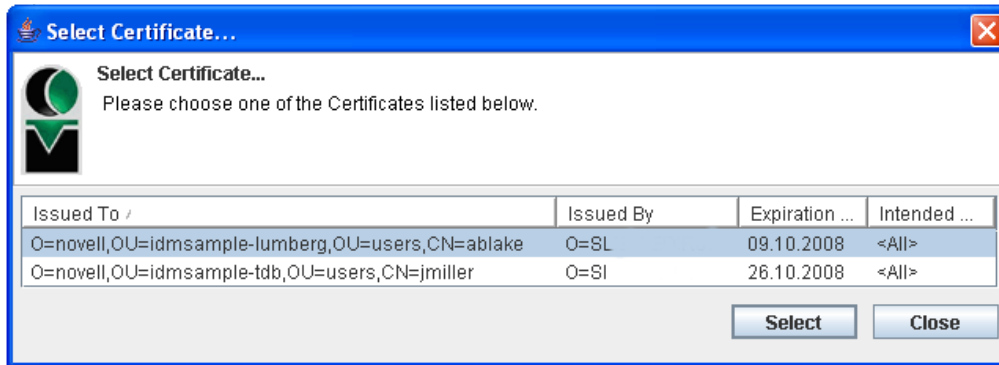 Select Certificate...
Select Certificate...
Please choose one of the Certificates listed below.
Issued To Issued By Expiration ... Intended ...
O=novell,OU=idmsample-lumberg,OU=users,CN=ablake O=SL 09.10.2008 <All>
O=novell,OU=idmsample-tdb,OU=users,CN=jmiller O=SI 26.10.2008 <All>
Select Close